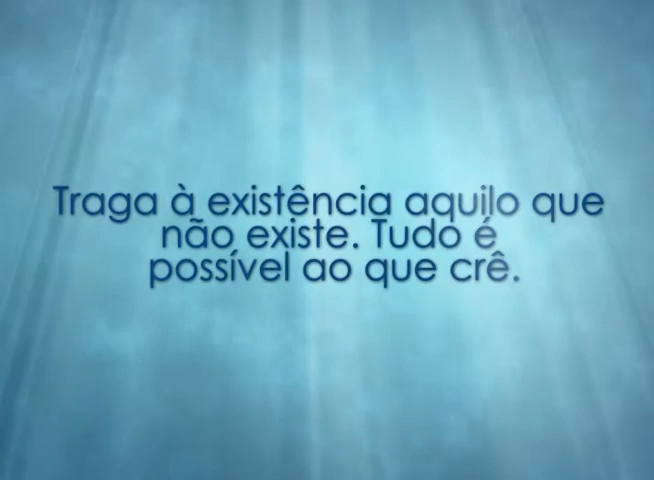 Traga à existência aquilo que
não existe. Tudo é
possível ao que crê.